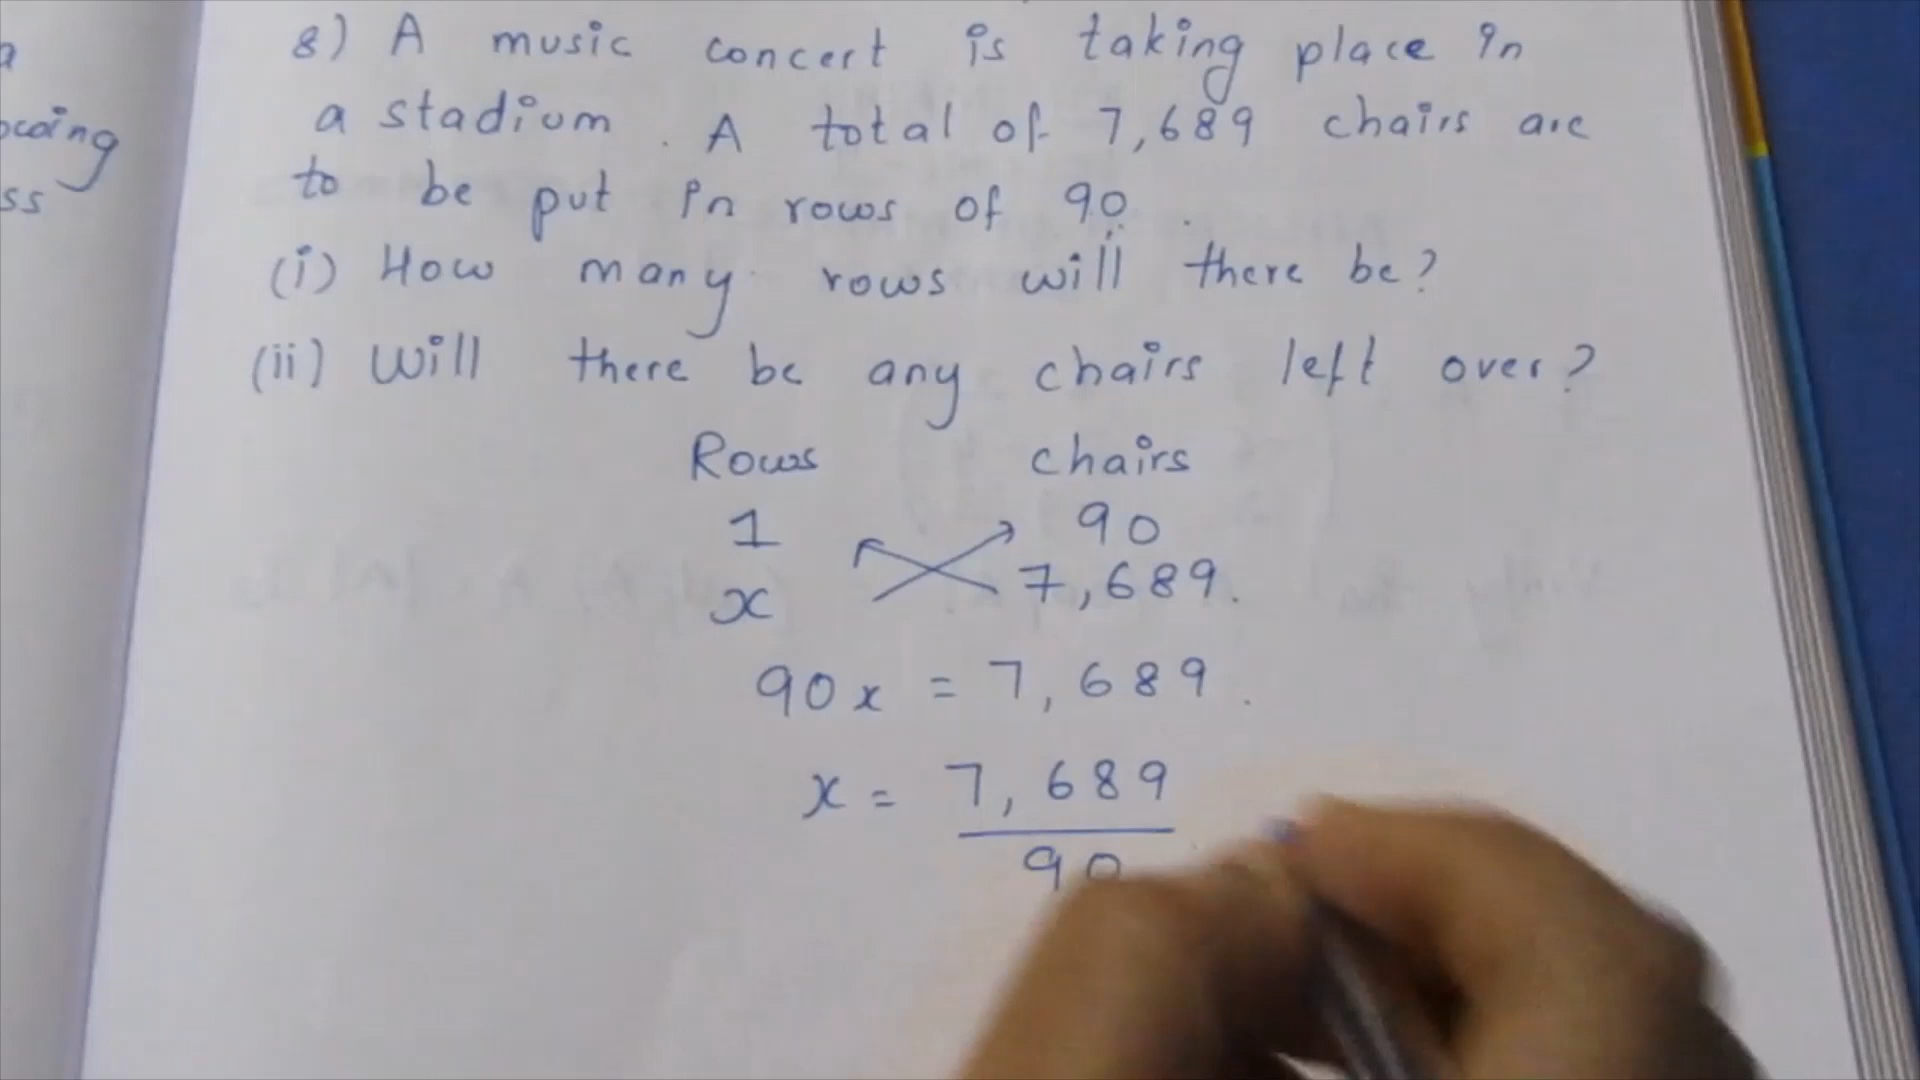 8) A music concert is taking place in
a stadium. A total of 7,689 chairs are
to be put in rows of 90.
(i) How many rows will there be?
(ii) Will there be any chairs left over?
Rows chairs
1 90
x 7,689.
90x = 7,689.
x = 7,689
90
ss